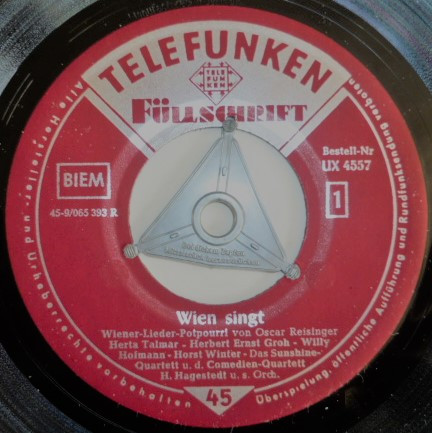 TELEFUNKEN
TELE
FUN
KEN
FÜLLSCHRIFT
Alle Hersteller- und Urheberrechte vorbehalten
Überspielung, öffentliche Aufführung und Rundfunksendung verboten
BIEM
45-9/065 393 R
Bestell-Nr
UX 4557
1
Wien singt
Wiener-Lieder-Potpourri von Oscar Reisinger
Herta Talmar - Herbert Ernst Groh - Willy
Hofmann - Horst Winter - Das Sunshine-
Quartett u. d. Comedien-Quartett
H. Hagestedt u. s. Orch.
45